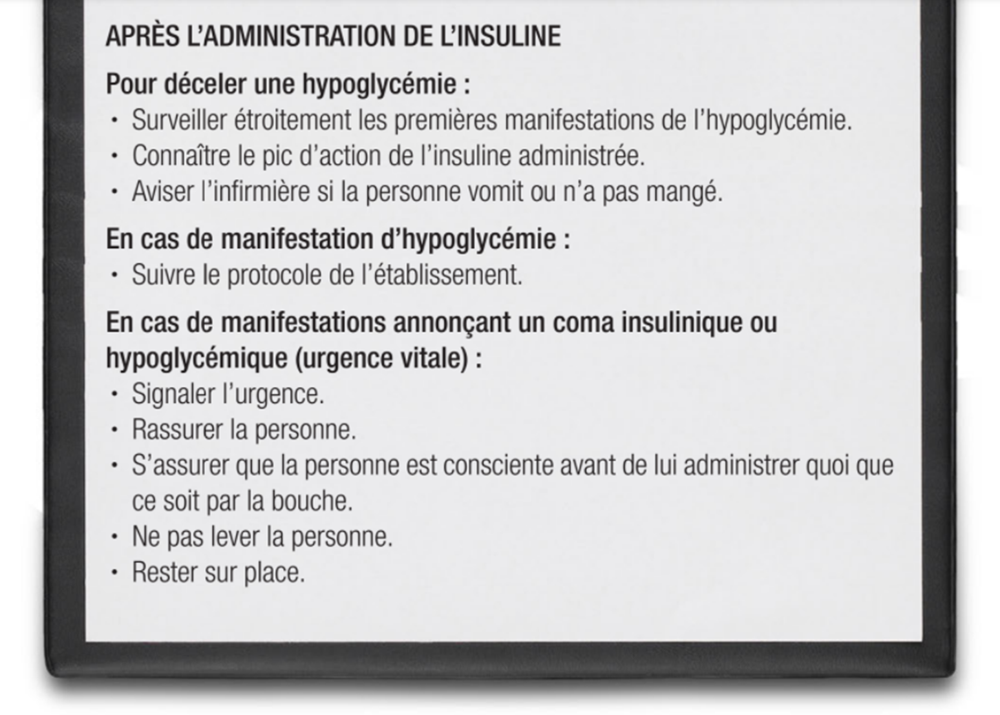 APRÈS L’ADMINISTRATION DE L’INSULINE
Pour déceler une hypoglycémie :
• Surveiller étroitement les premières manifestations de l’hypoglycémie.
• Connaître le pic d’action de l’insuline administrée.
• Aviser l’infirmière si la personne vomit ou n’a pas mangé.
En cas de manifestation d’hypoglycémie :
• Suivre le protocole de l’établissement.
En cas de manifestations annonçant un coma insulinique ou
hypoglycémique (urgence vitale) :
• Signaler l’urgence.
• Rassurer la personne.
• S’assurer que la personne est consciente avant de lui administrer quoi que
ce soit par la bouche.
• Ne pas lever la personne.
• Rester sur place.